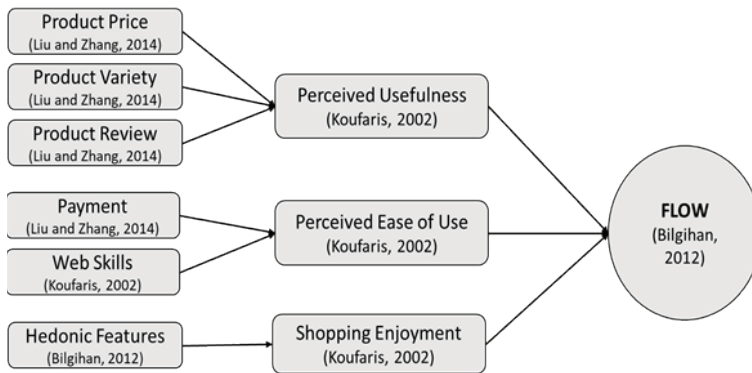 Product Price
(Liu and Zhang, 2014)
Product Variety
(Liu and Zhang, 2014)
Product Review
(Liu and Zhang, 2014)
Payment
(Liu and Zhang, 2014)
Web Skills
(Koufaris, 2002)
Hedonic Features
(Bilgihan, 2012)
Perceived Usefulness
(Koufaris, 2002)
Perceived Ease of Use
(Koufaris, 2002)
Shopping Enjoyment
(Koufaris, 2002)
FLOW
(Bilgihan,
2012)